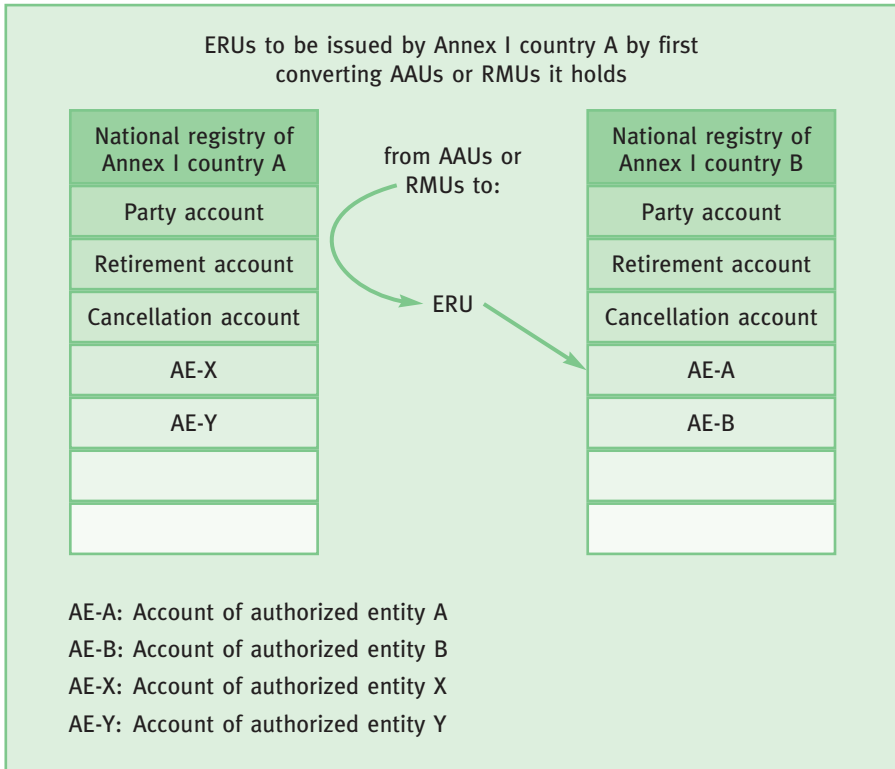 ERUs to be issued by Annex I country A by first
converting AAUs or RMUs it holds
National registry of
Annex I country A
Party account
Retirement account
Cancellation account
AE-X
AE-Y
from AAUs or
RMUs to:
ERU
National registry of
Annex I country B
Party account
Retirement account
Cancellation account
AE-A
AE-B
AE-A: Account of authorized entity A
AE-B: Account of authorized entity B
AE-X: Account of authorized entity X
AE-Y: Account of authorized entity Y